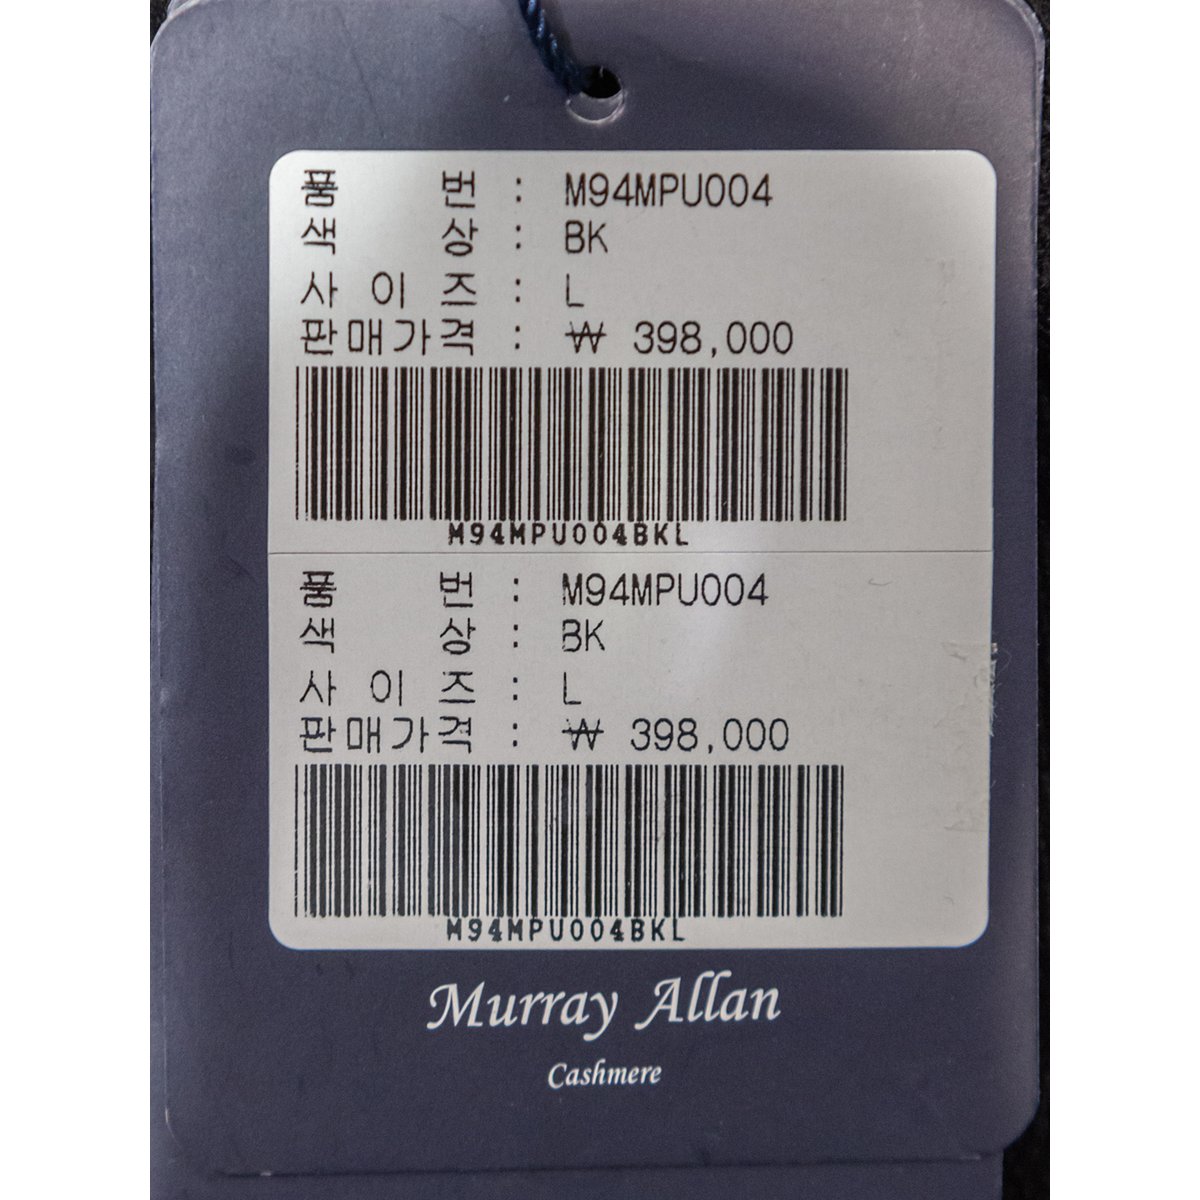 품 번 : M94MPU004
색 상 : BK
사 이 즈 : L
판매가격 : ₩ 398,000
M94MPU004BKL
품 번 : M94MPU004
색 상 : BK
사 이 즈 : L
판매가격 : ₩ 398,000
M94MPU004BKL
Murray Allan
Cashmere